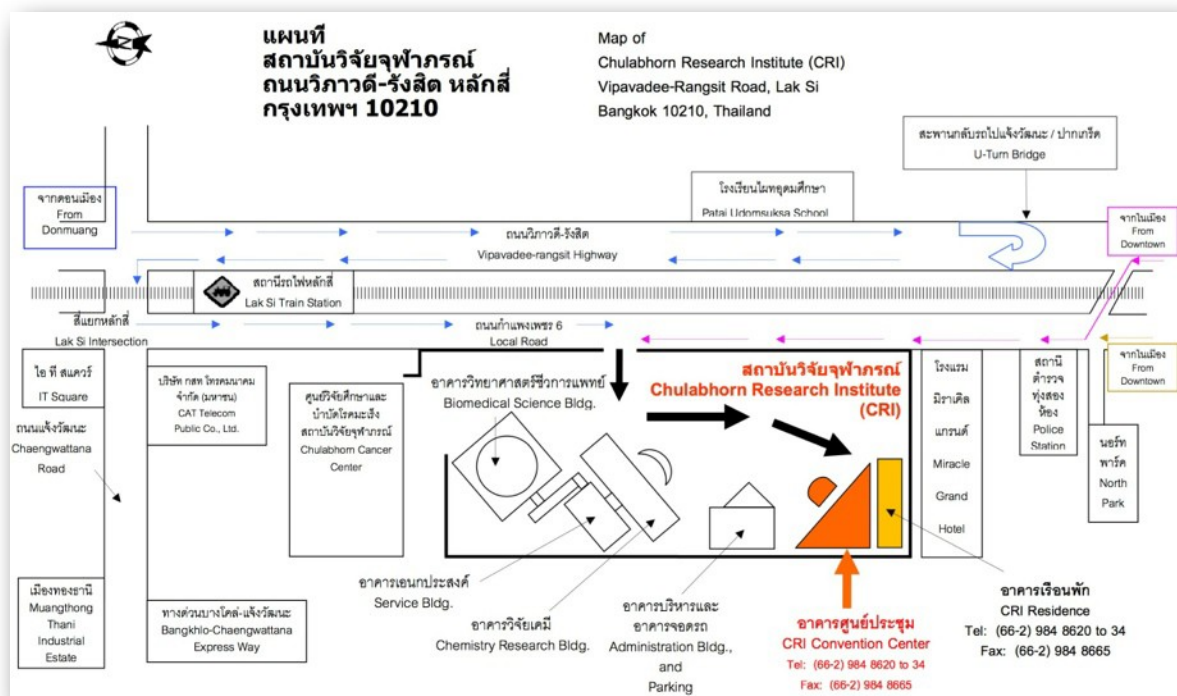 Z
แผนที่
สถาบันวิจัยจุฬาภรณ์
ถนนวิภาวดี-รังสิต หลักสี่
กรุงเทพฯ 10210
Map of
Chulabhorn Research Institute (CRI)
Vipavadee-Rangsit Road, Lak Si
Bangkok 10210, Thailand
สะพานกลับรถไปแจ้งวัฒนะ / ปากเกร็ด
U-Turn Bridge
โรงเรียนไผทอุดมศึกษา
Patai Udomsuksa School
จากดอนเมือง
From
Donmuang
จากในเมือง
From
Downtown
ถนนวิภาวดี-รังสิต
Vipavadee-rangsit Highway
สถานีรถไฟหลักสี่
Lak Si Train Station
สี่แยกหลักสี่
Lak Si Intersection
ถนนกำแพงเพชร 6
Local Road
จากในเมือง
From
Downtown
ไอ ที สแควร์
IT Square
บริษัท กสท โทรคมนาคม
จำกัด (มหาชน)
CAT Telecom
Public Co., Ltd.
ศูนย์วิจัยศึกษาและ
บำบัดโรคมะเร็ง
สถาบันวิจัยจุฬาภรณ์
Chulabhorn Cancer
Center
อาคารวิทยาศาสตร์ชีวการแพทย์
Biomedical Science Bldg.
สถาบันวิจัยจุฬาภรณ์
Chulabhorn Research Institute
(CRI)
โรงแรม
มิราเคิล
แกรนด์
Miracle
Grand
Hotel
สถานี
ตำรวจ
ทุ่งสอง
ห้อง
Police
Station
นอร์ท
พาร์ค
North
Park
ถนนแจ้งวัฒนะ
Chaengwattana
Road
เมืองทองธานี
Muangthong
Thani
Industrial
Estate
ทางด่วนบางโคล่-แจ้งวัฒนะ
Bangkhlo-Chaengwattana
Express Way
อาคารเอนกประสงค์
Service Bldg.
อาคารวิจัยเคมี
Chemistry Research Bldg.
อาคารบริหารและ
อาคารจอดรถ
Administration Bldg.,
and
Parking
อาคารศูนย์ประชุม
CRI Convention Center
Tel: (66-2) 984 8620 to 34
Fax: (66-2) 984 8665
อาคารเรือนพัก
CRI Residence
Tel: (66-2) 984 8620 to 34
Fax: (66-2) 984 8665